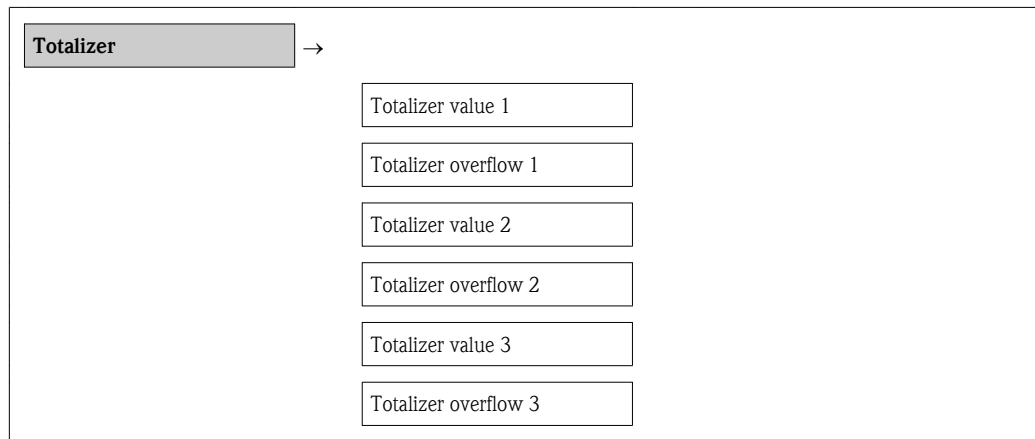 Totalizer →
Totalizer value 1
Totalizer overflow 1
Totalizer value 2
Totalizer overflow 2
Totalizer value 3
Totalizer overflow 3